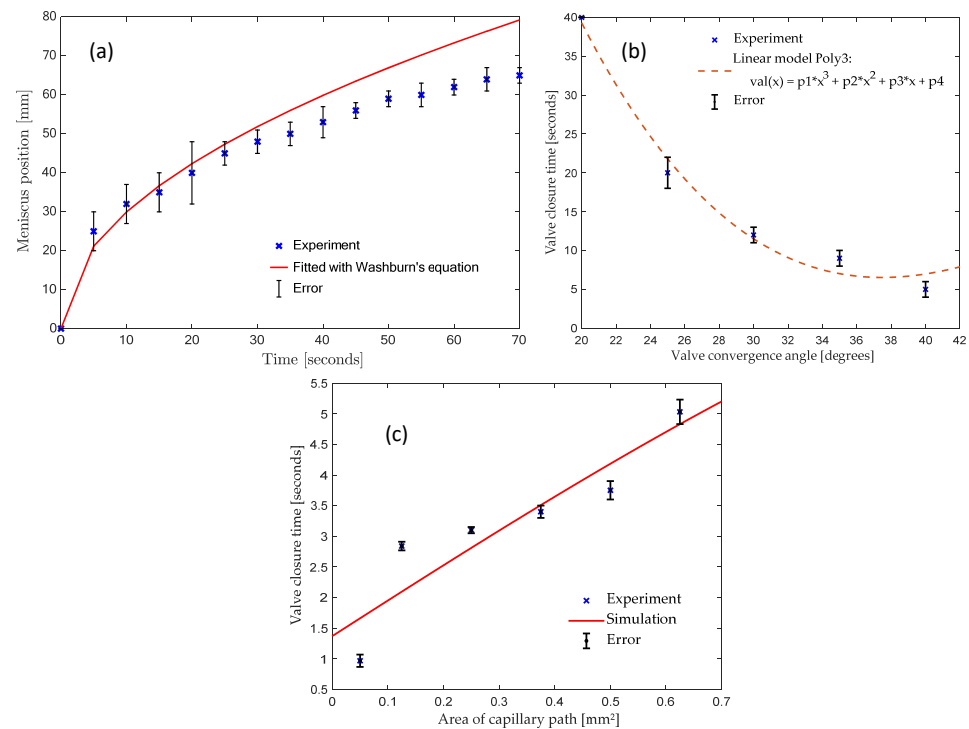 (a)
Meniscus position [mm]
80
70
60
50
40
30
20
10
0
0 10 20 30 40 50 60 70
Time [seconds]
Experiment
Fitted with Washburn's equation
Error
(b)
Valve closure time [seconds]
40
35
30
25
20
15
10
5
0
20 22 24 26 28 30 32 34 36 38 40 42
Valve convergence angle [degrees]
Experiment
Linear model Poly3:
val(x) = p1*x³ + p2*x² + p3*x + p4
Error
(c)
Valve closure time [seconds]
5.5
5
4.5
4
3.5
3
2.5
2
1.5
1
0.5
0 0.1 0.2 0.3 0.4 0.5 0.6 0.7
Area of capillary path [mm²]
Experiment
Simulation
Error